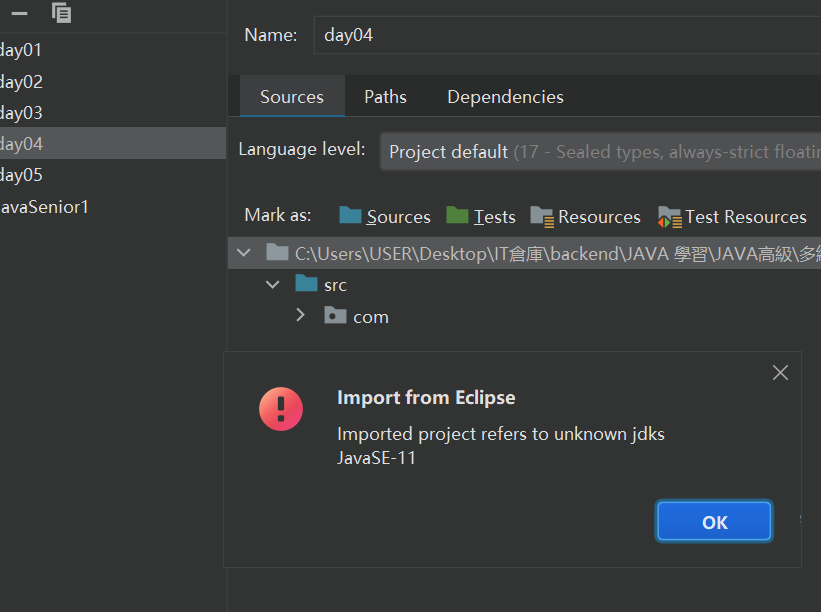 day01
day02
day03
day04
day05
avaSenior1
Name: day04
Sources Paths Dependencies
Language level: Project default (17 - Sealed types, always-strict floatin
Mark as: Sources Tests Resources Test Resources
C:\Users\USER\Desktop\IT倉庫\backend\JAVA 學習\JAVA高級\多線
src
com
Import from Eclipse
Imported project refers to unknown jdks
JavaSE-11
OK